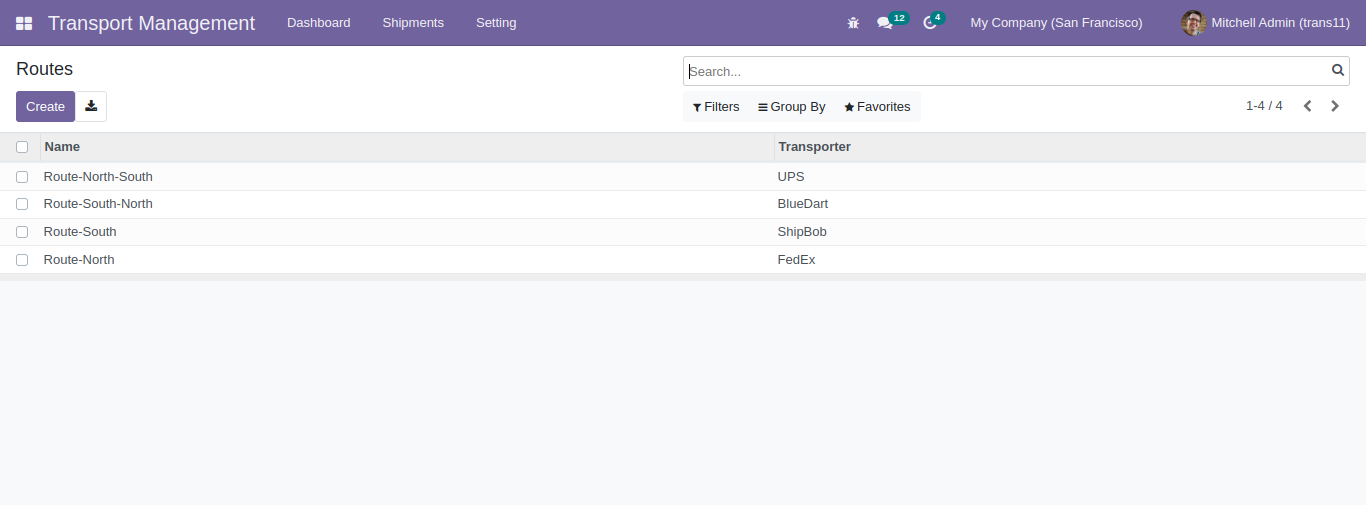 Transport Management Dashboard Shipments Setting 12 4 My Company (San Francisco) Mitchell Admin (trans11)
Routes
Search...
Create
Filters Group By Favorites 1-4 / 4
Name Transporter
Route-North-South UPS
Route-South-North BlueDart
Route-South ShipBob
Route-North FedEx